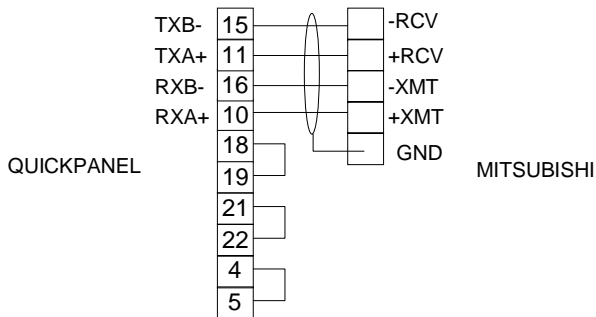 TXB- 15 -RCV
TXA+ 11 +RCV
RXB- 16 -XMT
RXA+ 10 +XMT
18 GND
QUICKPANEL 19 MITSUBISHI
21
22
4
5